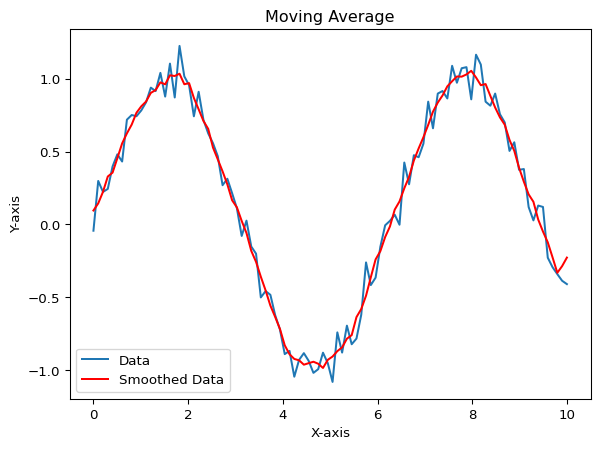 Moving Average
Y-axis
1.0
0.5
0.0
−0.5
−1.0
Data
Smoothed Data
0 2 4 6 8 10
X-axis